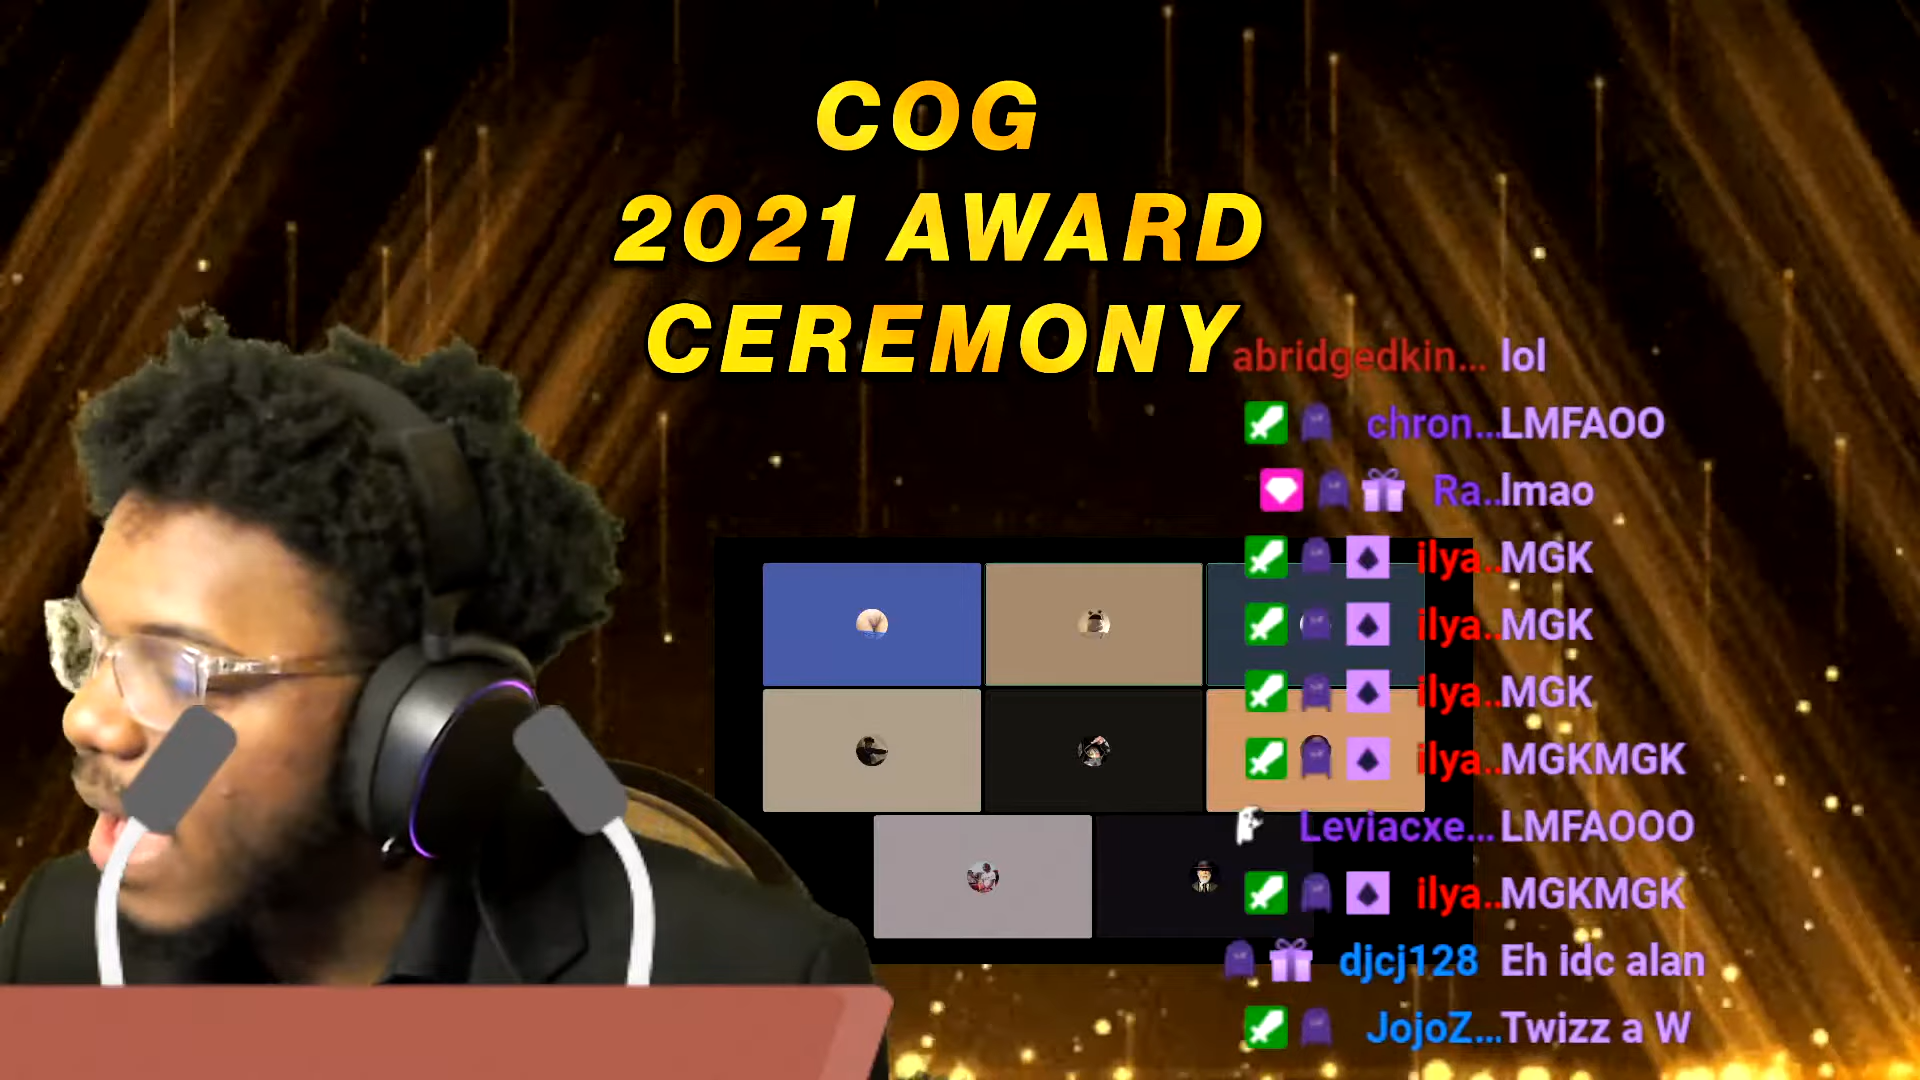 COG
2021 AWARD
CEREMONY
abridgedkin... lol
chron...LMFAOO
Ra..lmao
ilya..MGK
ilya..MGK
ilya..MGK
ilya..MGKMGK
Leviacxe... LMFAOOO
ilya..MGKMGK
djcj128 Eh idc alan
JojoZ...Twizz a W